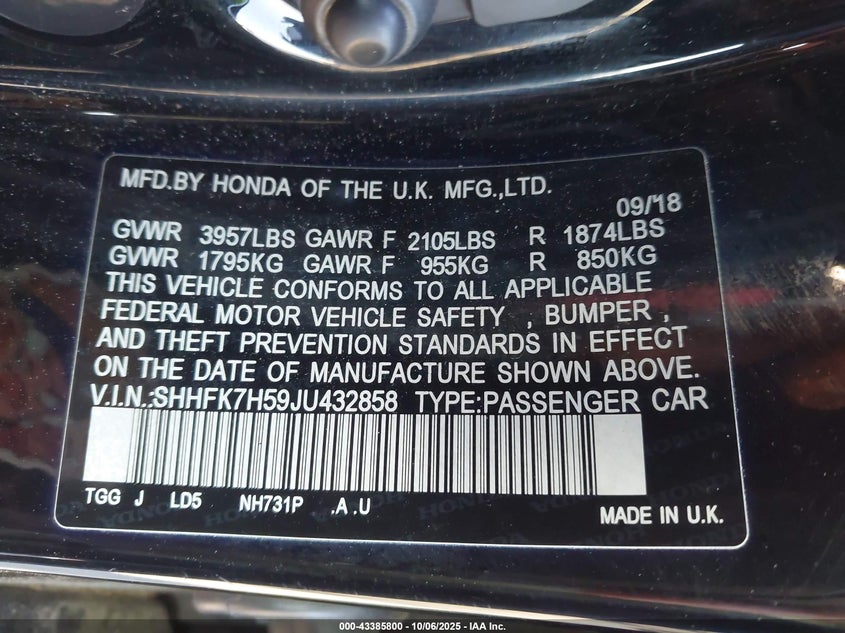 MFD.BY HONDA OF THE U.K. MFG.,LTD.
09/18
GVWR 3957LBS GAWR F 2105LBS R 1874LBS
GVWR 1795KG GAWR F 955KG R 850KG
THIS VEHICLE CONFORMS TO ALL APPLICABLE
FEDERAL MOTOR VEHICLE SAFETY , BUMPER ,
AND THEFT PREVENTION STANDARDS IN EFFECT
ON THE DATE OF MANUFACTURE SHOWN ABOVE.
V.I.N.:SHHFK7H59JU432858 TYPE:PASSENGER CAR
TGG J LD5 NH731P .A .U
MADE IN U.K.
000-43385800 - 10/06/2025 - IAA Inc.